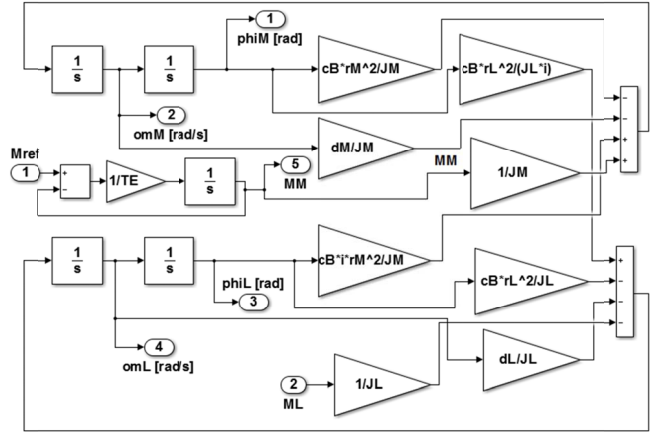 1
phiM [rad]
1
s
1
s
cB*rM^2/JM
cB*rL^2/(JL*i)
2
omM [rad/s]
dM/JM
−
−
+
+
Mref
1
+
−
1/TE
1
s
5
MM
MM
1/JM
1
s
1
s
cB*i*rM^2/JM
phiL [rad]
3
cB*rL^2/JL
+
−
−
−
4
omL [rad/s]
dL/JL
2
ML
1/JL